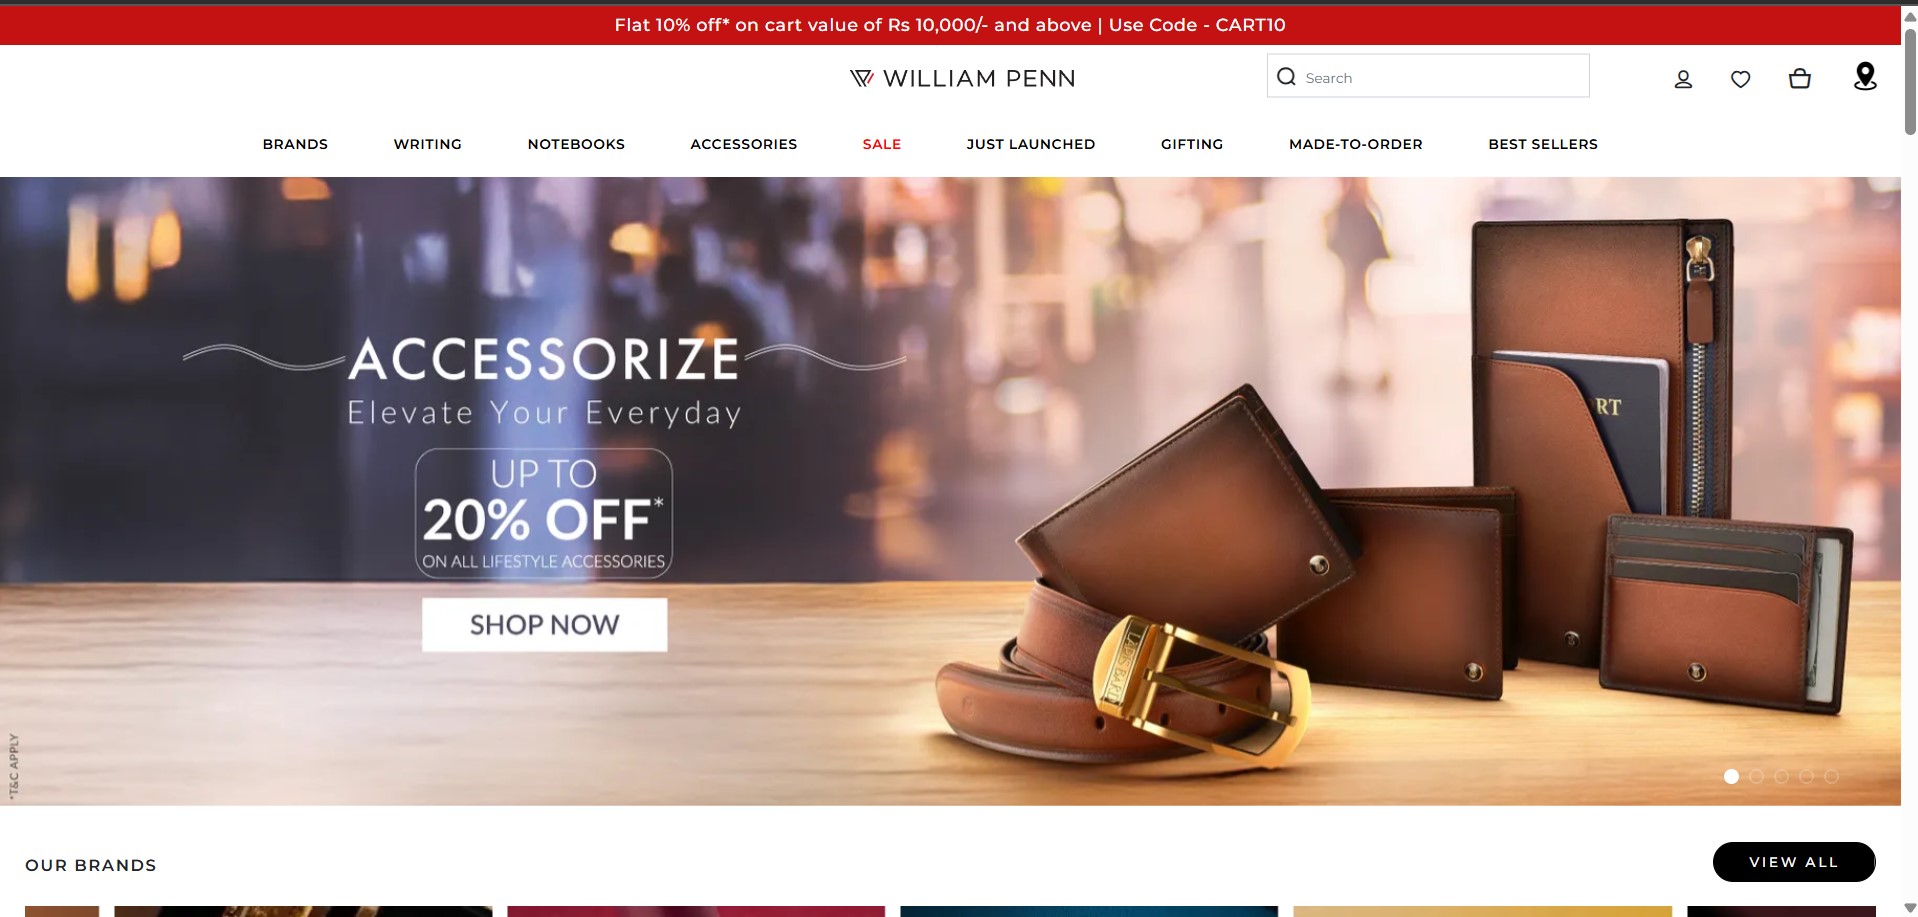 Flat 10% off* on cart value of Rs 10,000/- and above | Use Code - CART10
WILLIAM PENN
Search
BRANDS WRITING NOTEBOOKS ACCESSORIES SALE JUST LAUNCHED GIFTING MADE-TO-ORDER BEST SELLERS
ACCESSORIZE
Elevate Your Everyday
UP TO
20% OFF*
ON ALL LIFESTYLE ACCESSORIES
SHOP NOW
RT
*T&C APPLY
OUR BRANDS
VIEW ALL